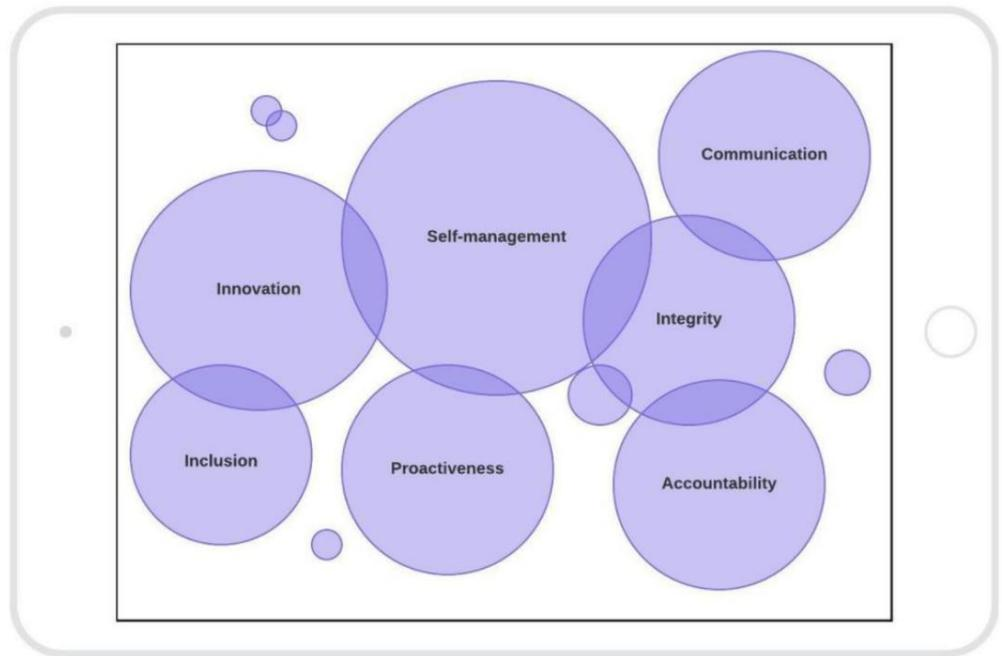 Communication
Self-management
Innovation
Integrity
Inclusion
Proactiveness
Accountability